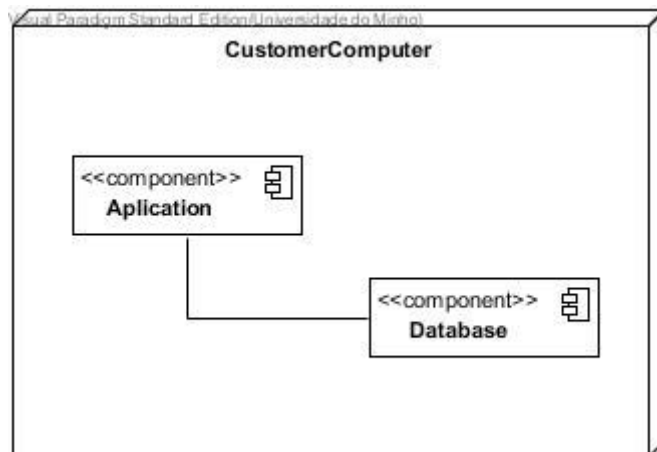 Visual Paradigm Standard Edition(Universidade do Minho)
CustomerComputer
<<component>>
Aplication
<<component>>
Database